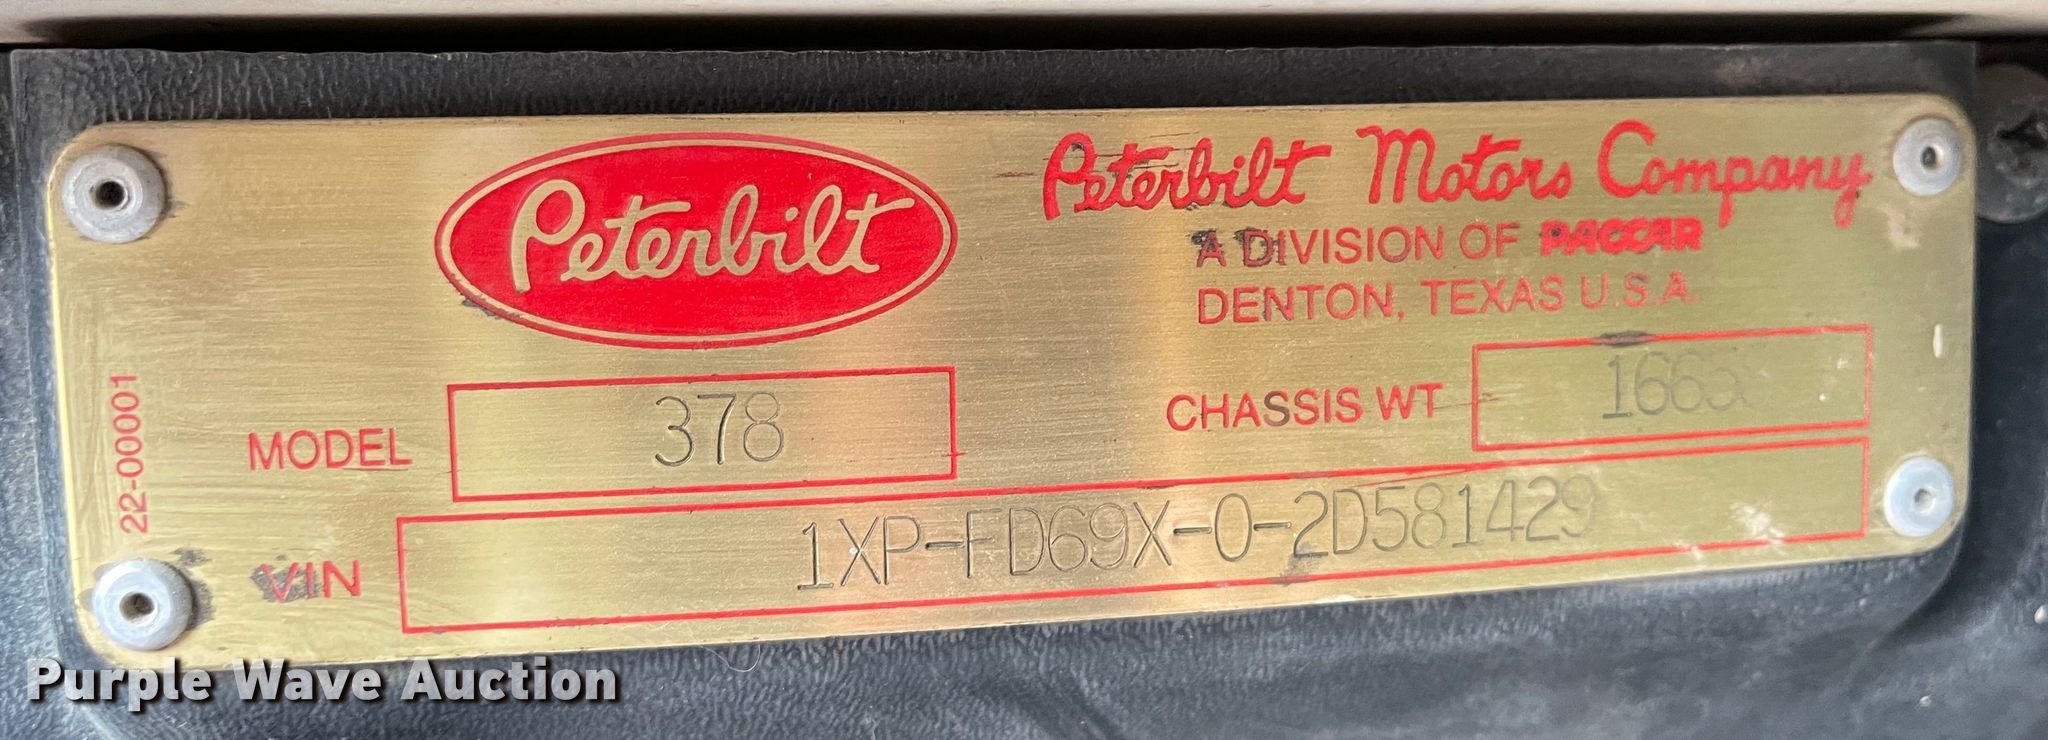 Peterbilt
Peterbilt Motors Company
A DIVISION OF PACCAR
DENTON, TEXAS U.S.A.
22-00001
MODEL 378
CHASSIS WT
VIN 1XP-FD69X-0-2D581429
Purple Wave Auction